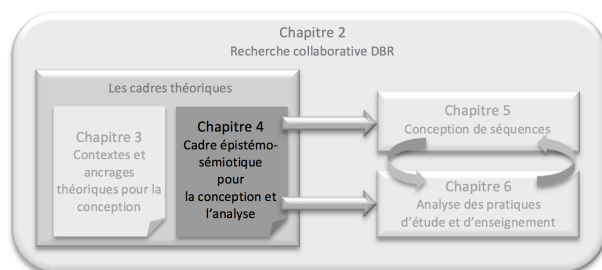 Chapitre 2
Recherche collaborative DBR
Les cadres théoriques
Chapitre 3
Contextes et
ancrages
théoriques pour la
conception
Chapitre 4
Cadre épistémo-
sémiotique
pour
la conception et
l'analyse
Chapitre 5
Conception de séquences
Chapitre 6
Analyse des pratiques
d'étude et d'enseignement